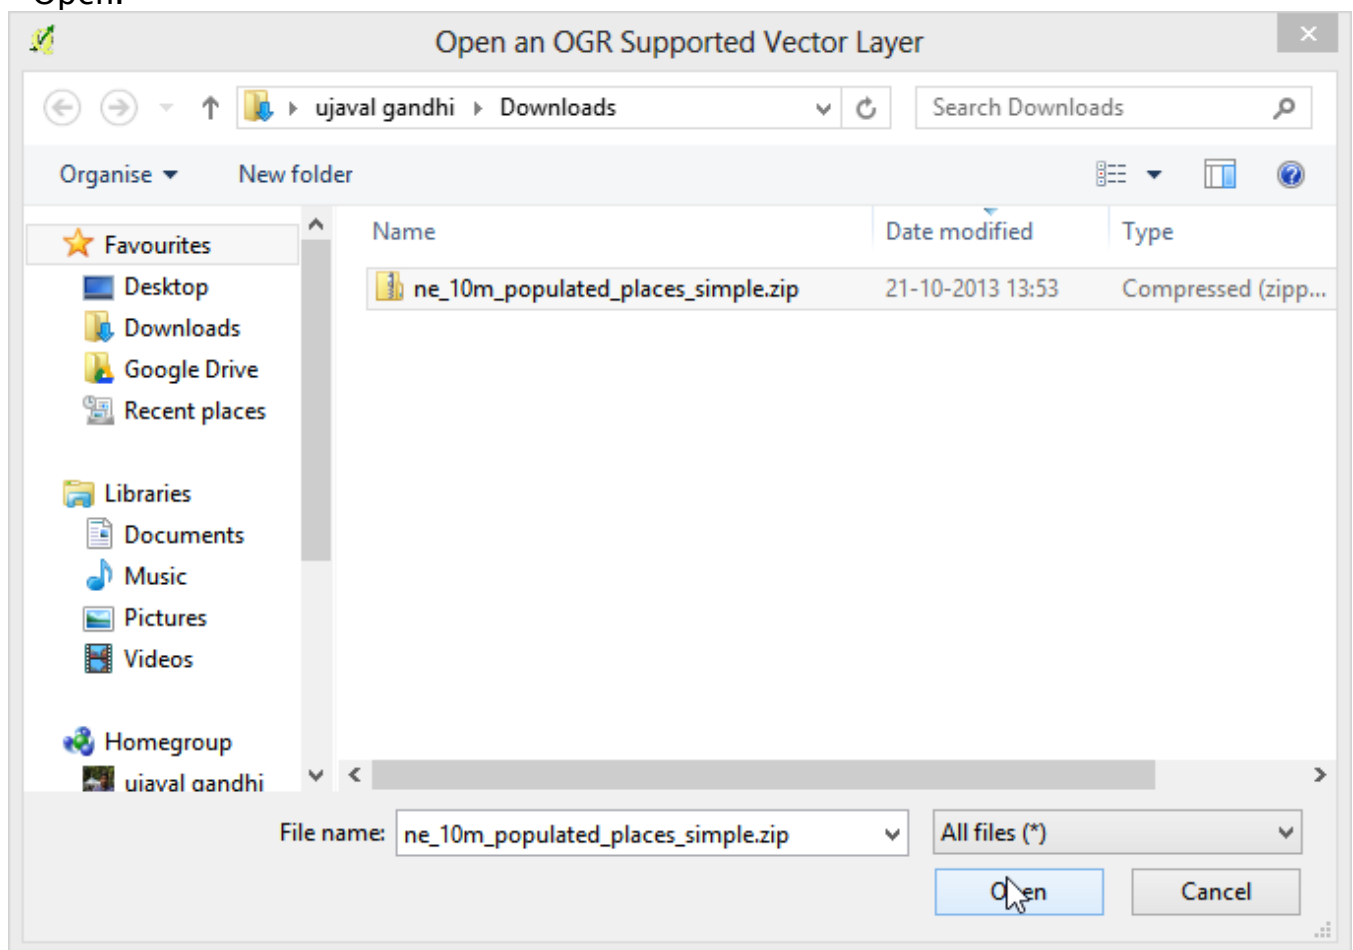 Open.
Open an OGR Supported Vector Layer
ujaval gandhi Downloads
Search Downloads
Organise New folder
Name Date modified Type
Favourites
ne_10m_populated_places_simple.zip 21-10-2013 13:53 Compressed (zipp...
Desktop
Downloads
Google Drive
Recent places
Libraries
Documents
Music
Pictures
Videos
Homegroup
ujaval gandhi
File name: ne_10m_populated_places_simple.zip All files (*)
Open Cancel